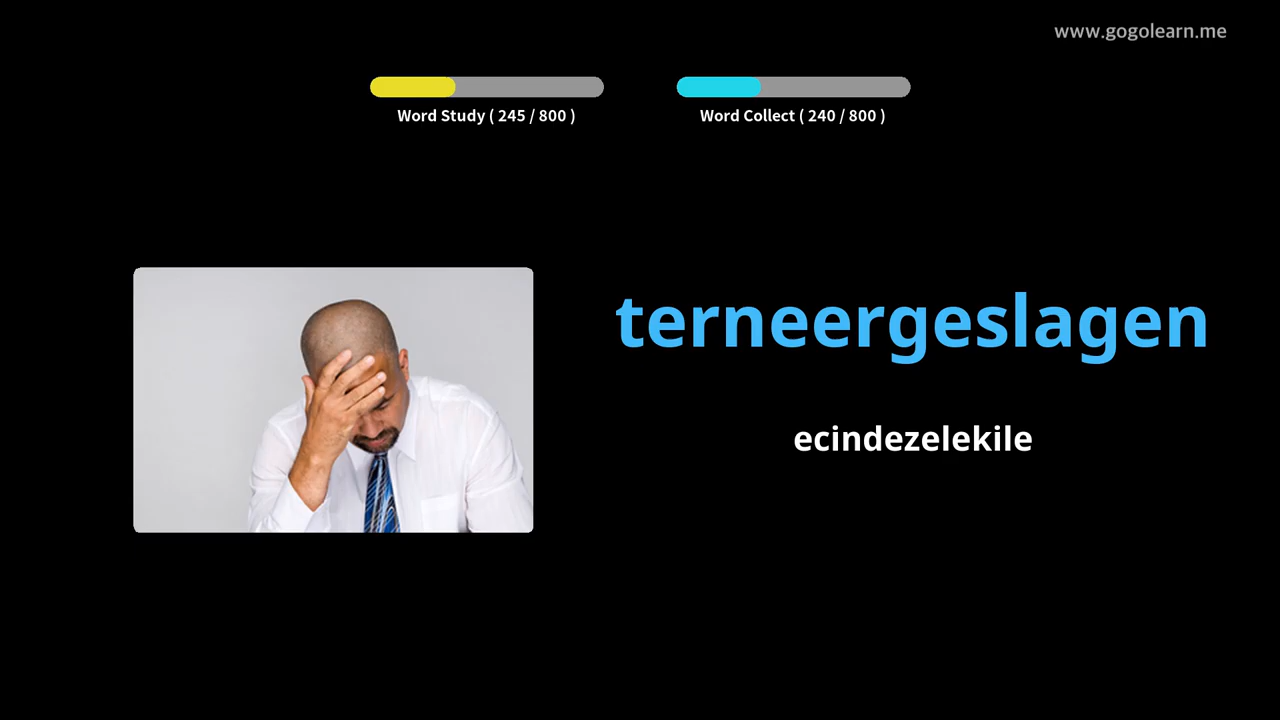 www.gogolearn.me
Word Study ( 245 / 800 )
Word Collect ( 240 / 800 )
terneergeslagen
ecindezelekile